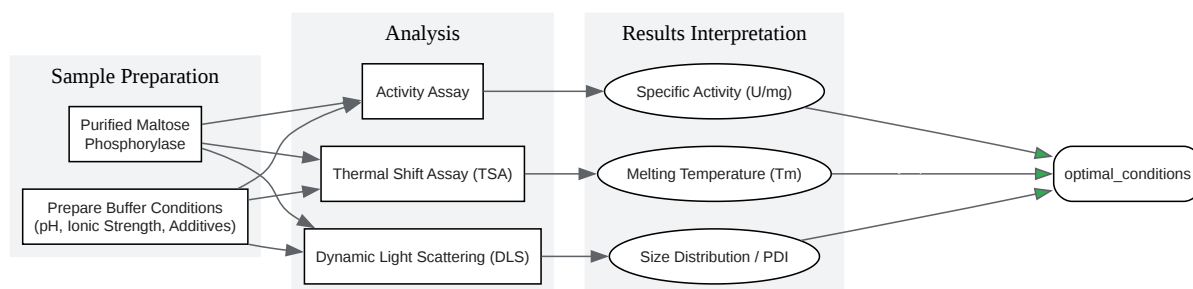 Sample Preparation
Purified Maltose
Phosphorylase
Prepare Buffer Conditions
(pH, Ionic Strength, Additives)
Analysis
Activity Assay
Thermal Shift Assay (TSA)
Dynamic Light Scattering (DLS)
Results Interpretation
Specific Activity (U/mg)
Melting Temperature (Tm)
Size Distribution / PDI
optimal_conditions